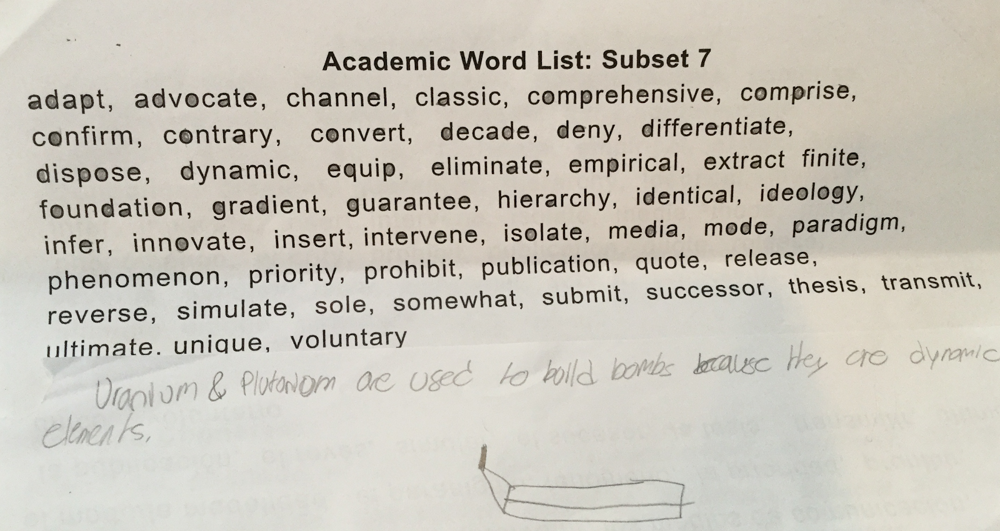 Academic Word List: Subset 7
adapt, advocate, channel, classic, comprehensive, comprise,
confirm, contrary, convert, decade, deny, differentiate,
dispose, dynamic, equip, eliminate, empirical, extract finite,
foundation, gradient, guarantee, hierarchy, identical, ideology,
infer, innovate, insert, intervene, isolate, media, mode, paradigm,
phenomenon, priority, prohibit, publication, quote, release,
reverse, simulate, sole, somewhat, submit, successor, thesis, transmit,
ultimate. unique, voluntary
Uranium & Plutoniom are used to boild bombs because they are dynamic
elements.